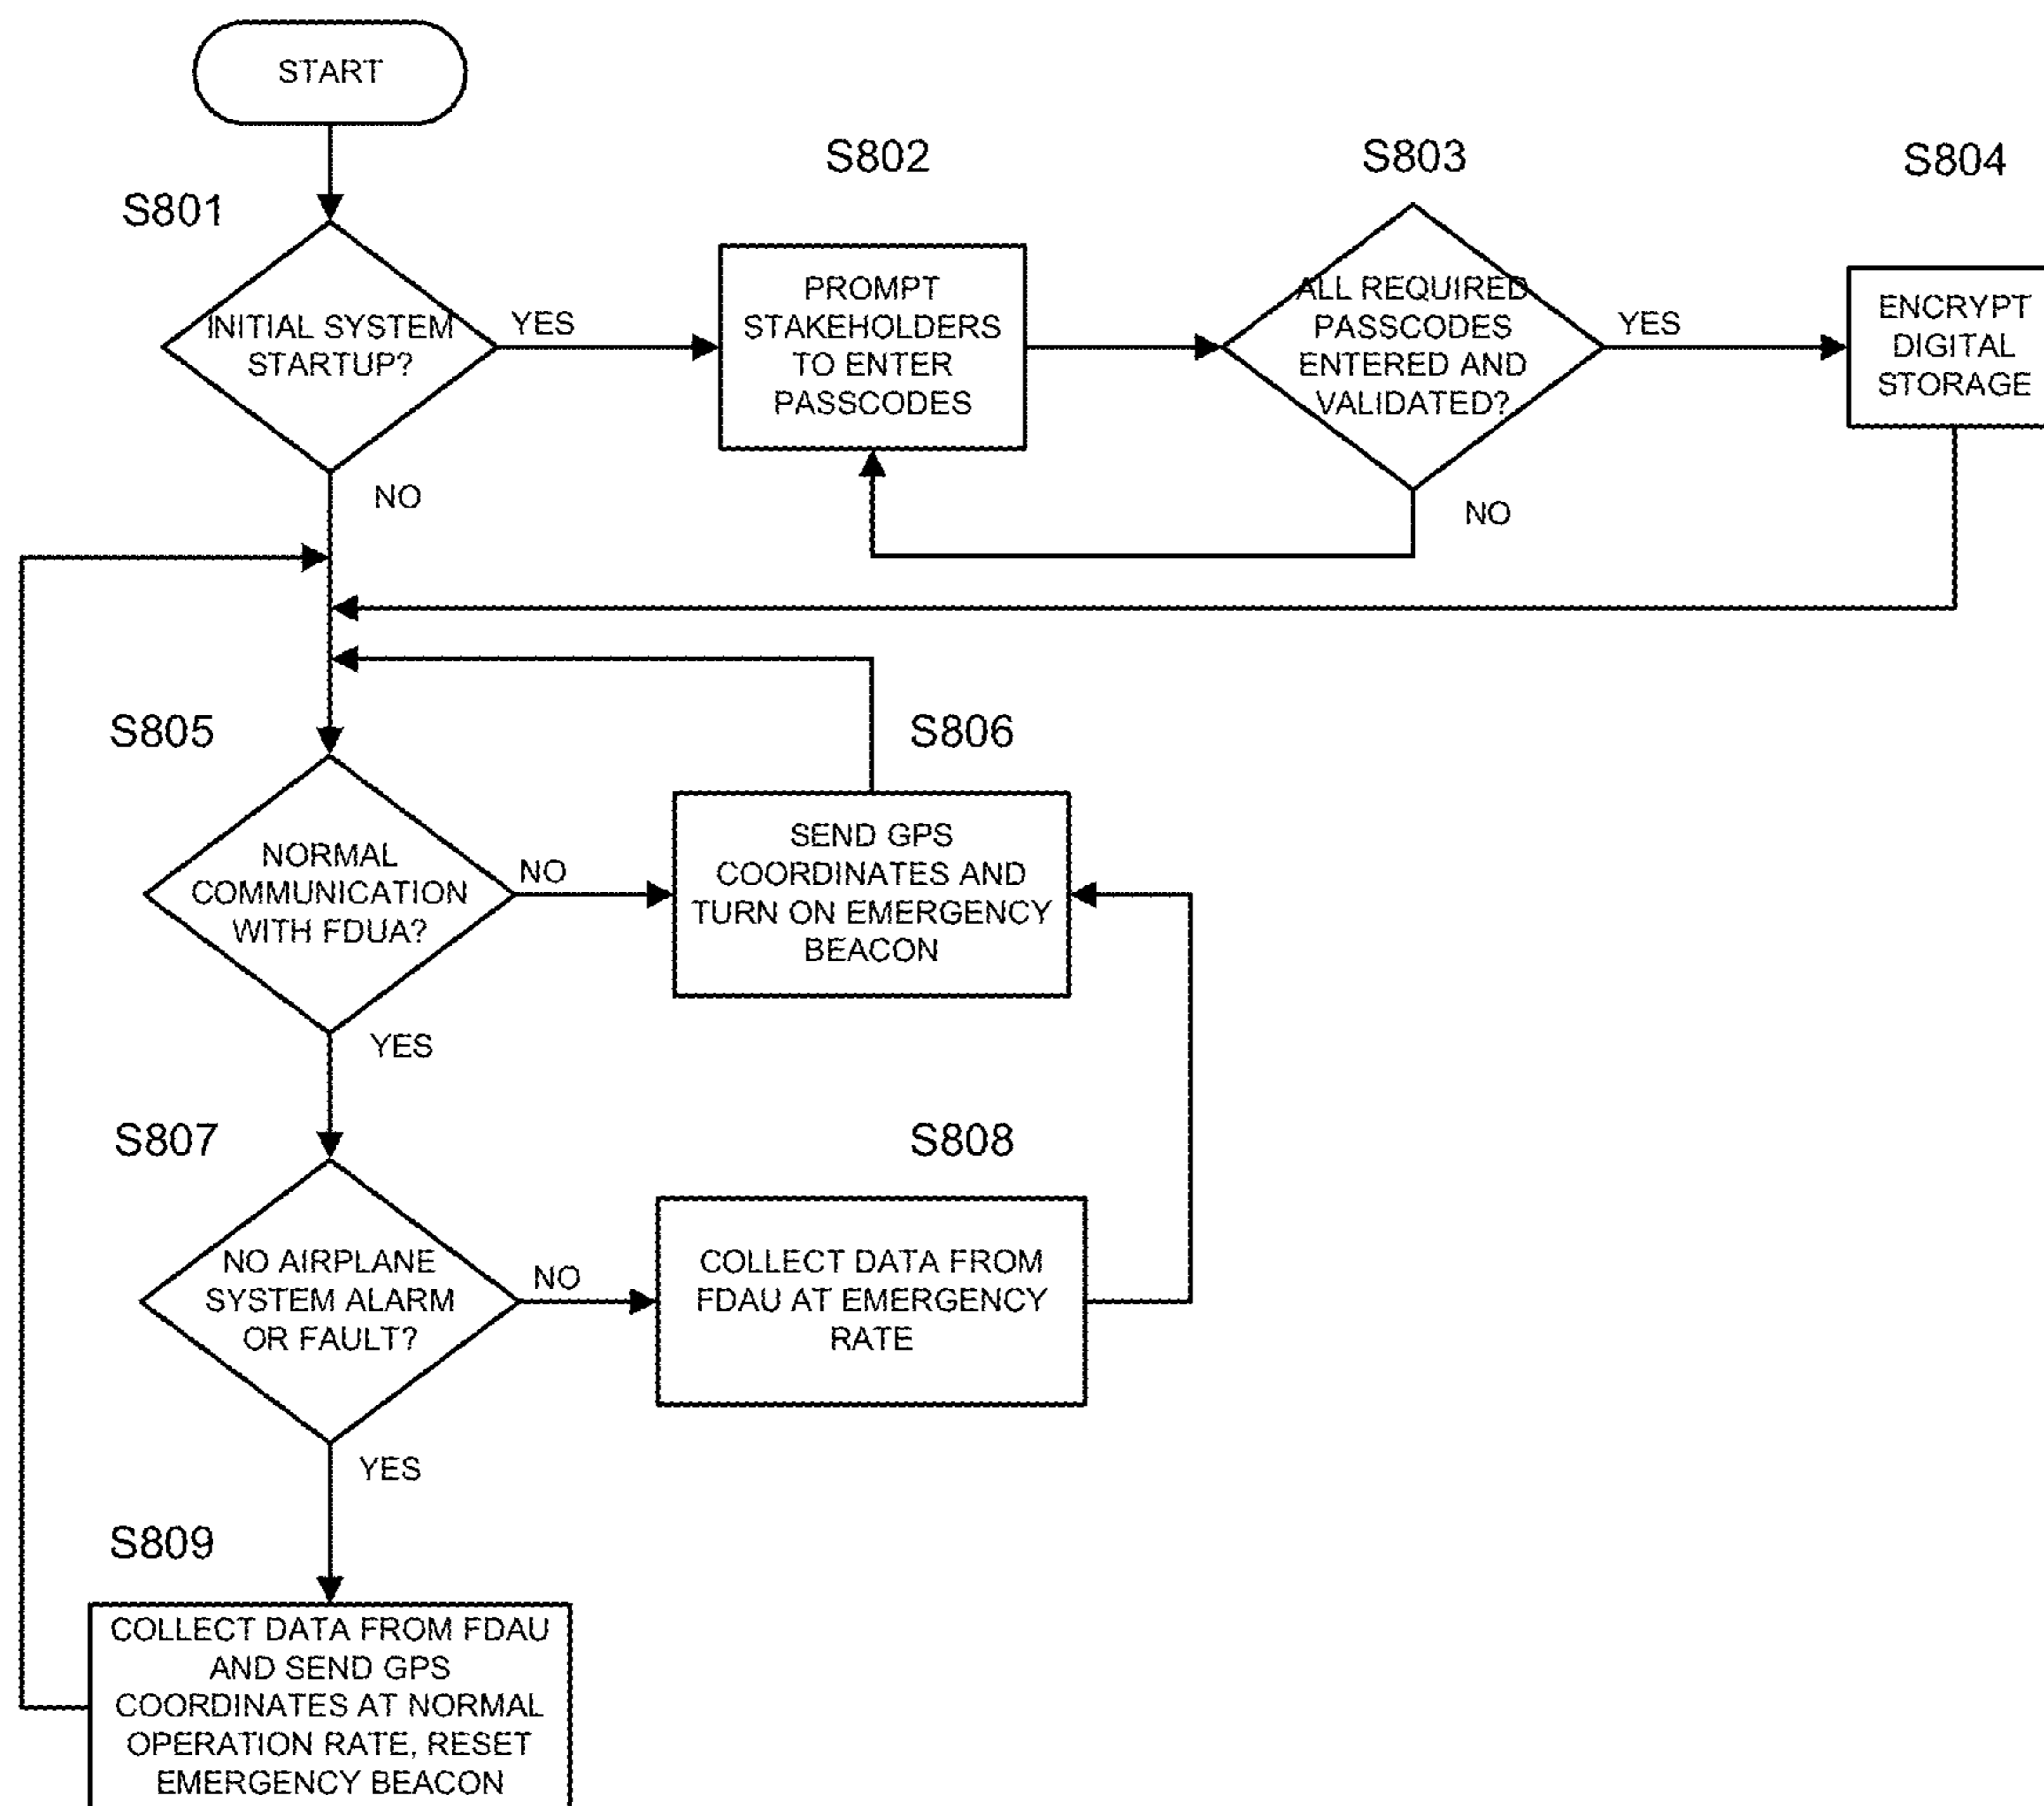 START
S801
S802
S803
S804
INITIAL SYSTEM
STARTUP?
YES
PROMPT
STAKEHOLDERS
TO ENTER
PASSCODES
ALL REQUIRED
PASSCODES
ENTERED AND
VALIDATED?
YES
ENCRYPT
DIGITAL
STORAGE
NO
NO
S805
S806
NORMAL
COMMUNICATION
WITH FDUA?
NO
SEND GPS
COORDINATES AND
TURN ON EMERGENCY
BEACON
YES
S807
S808
NO AIRPLANE
SYSTEM ALARM
OR FAULT?
NO
COLLECT DATA FROM
FDAU AT EMERGENCY
RATE
YES
S809
COLLECT DATA FROM FDAU
AND SEND GPS
COORDINATES AT NORMAL
OPERATION RATE, RESET
EMERGENCY BEACON